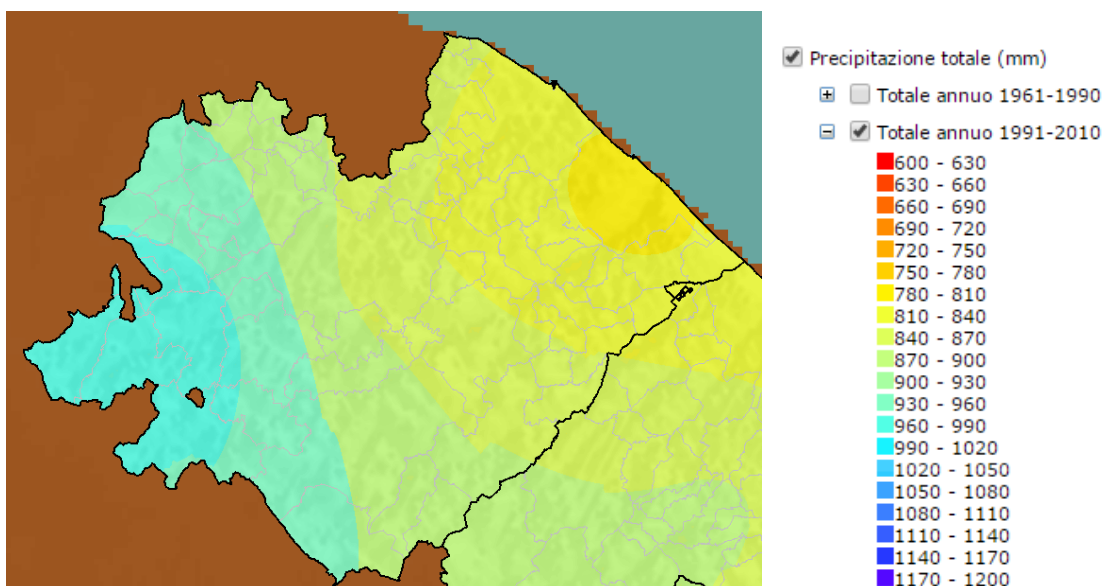 Precipitazione totale (mm)
Totale annuo 1961-1990
Totale annuo 1991-2010
600 - 630
630 - 660
660 - 690
690 - 720
720 - 750
750 - 780
780 - 810
810 - 840
840 - 870
870 - 900
900 - 930
930 - 960
960 - 990
990 - 1020
1020 - 1050
1050 - 1080
1080 - 1110
1110 - 1140
1140 - 1170
1170 - 1200